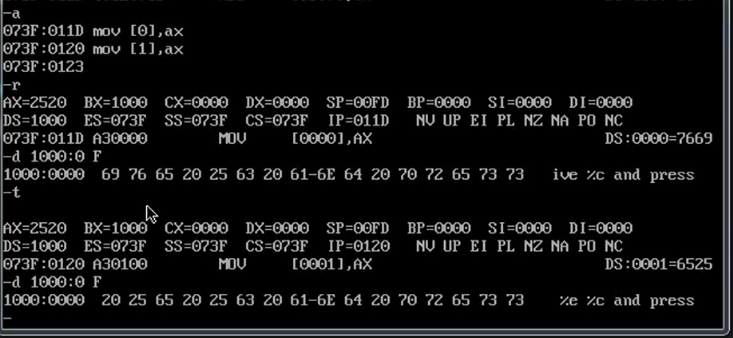 -a
073F:011D mov [0],ax
073F:0120 mov [1],ax
073F:0123
-r
AX=2520  BX=1000  CX=0000  DX=0000  SP=00FD  BP=0000  SI=0000  DI=0000
DS=1000  ES=073F  SS=073F  CS=073F  IP=011D   NV UP EI PL NZ NA PO NC
073F:011D A30000        MOV     [0000],AX                          DS:0000=7669
-d 1000:0 F
1000:0000  69 76 65 20 25 63 20 61-6E 64 20 70 72 65 73 73   ive %c and press
-t
AX=2520  BX=1000  CX=0000  DX=0000  SP=00FD  BP=0000  SI=0000  DI=0000
DS=1000  ES=073F  SS=073F  CS=073F  IP=0120   NV UP EI PL NZ NA PO NC
073F:0120 A30100        MOV     [0001],AX                          DS:0001=6525
-d 1000:0 F
1000:0000  20 25 65 20 25 63 20 61-6E 64 20 70 72 65 73 73    %e %c and press
-